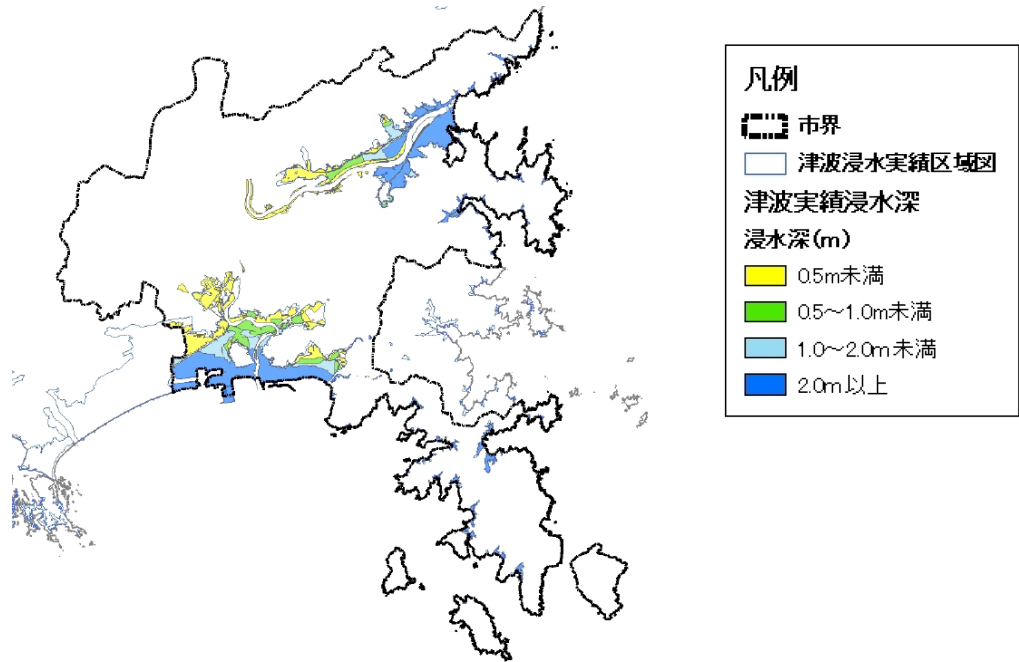 凡例
市界
津波浸水実績区域図
津波実績浸水深
浸水深(m)
0.5m未満
0.5～1.0m未満
1.0～2.0m未満
2.0m以上